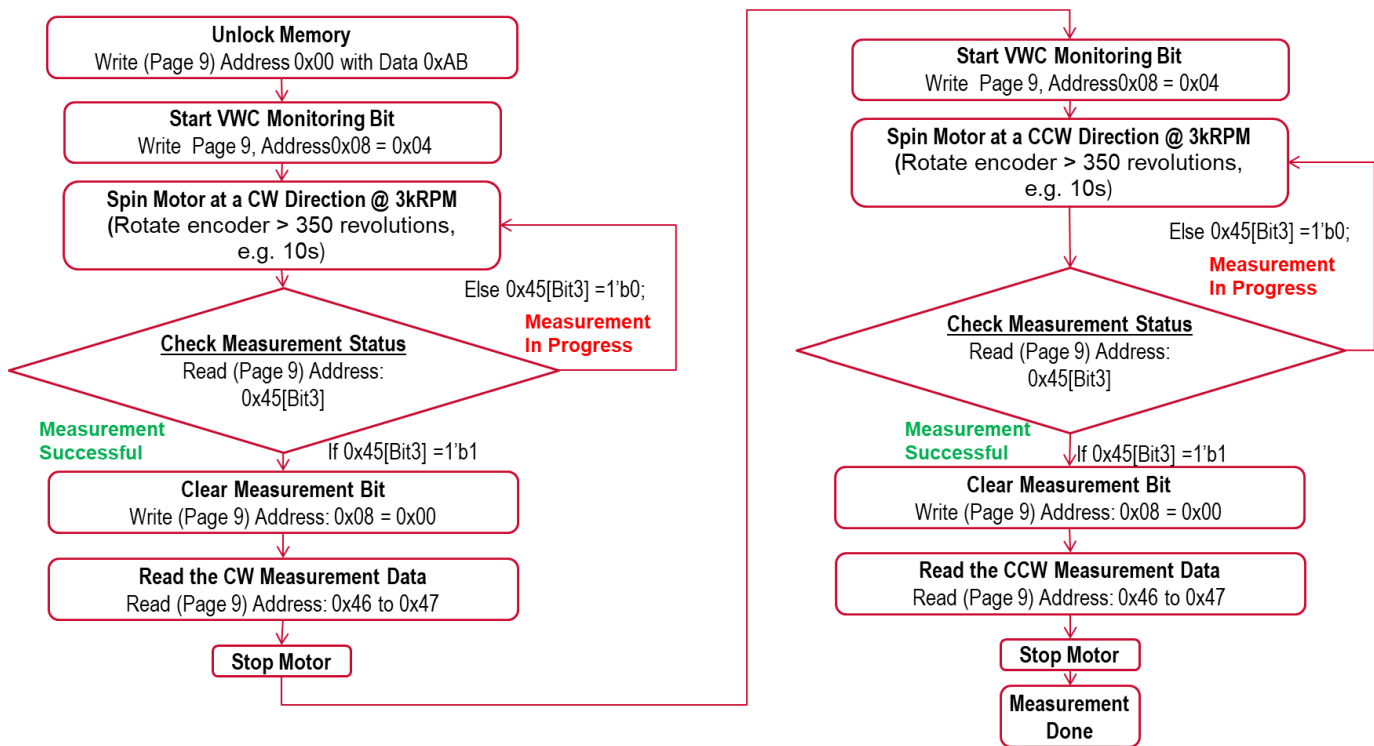 Unlock Memory
Write (Page 9) Address 0x00 with Data 0xAB
Start VWC Monitoring Bit
Write  Page 9, Address0x08 = 0x04
Spin Motor at a CW Direction @ 3kRPM
(Rotate encoder > 350 revolutions,
e.g. 10s)
Else 0x45[Bit3] =1’b0;
Measurement
In Progress
Check Measurement Status
Read (Page 9) Address:
0x45[Bit3]
Measurement
Successful
If 0x45[Bit3] =1’b1
Clear Measurement Bit
Write (Page 9) Address: 0x08 = 0x00
Read the CW Measurement Data
Read (Page 9) Address: 0x46 to 0x47
Stop Motor
Start VWC Monitoring Bit
Write  Page 9, Address0x08 = 0x04
Spin Motor at a CCW Direction @ 3kRPM
(Rotate encoder > 350 revolutions,
e.g. 10s)
Else 0x45[Bit3] =1’b0;
Measurement
In Progress
Check Measurement Status
Read (Page 9) Address:
0x45[Bit3]
Measurement
Successful
If 0x45[Bit3] =1’b1
Clear Measurement Bit
Write (Page 9) Address: 0x08 = 0x00
Read the CCW Measurement Data
Read (Page 9) Address: 0x46 to 0x47
Stop Motor
Measurement
Done